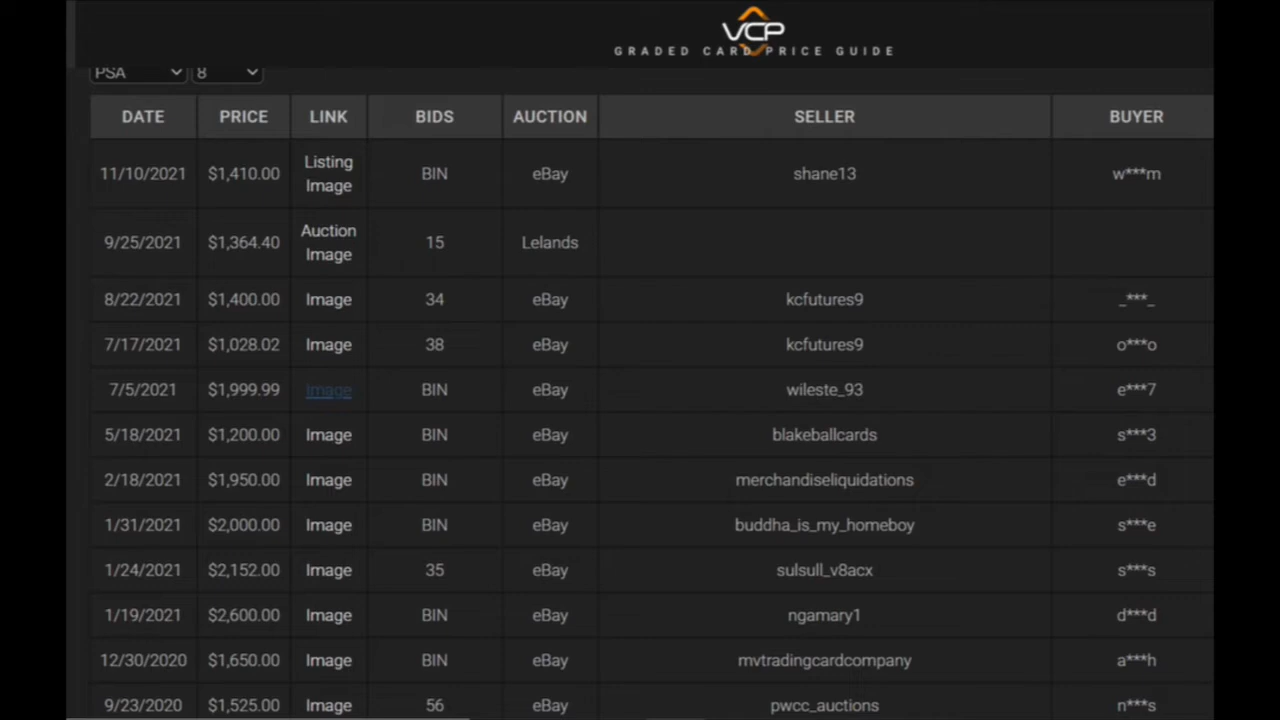 VCP
GRADED CARD PRICE GUIDE
PSA 8
DATE PRICE LINK BIDS AUCTION SELLER BUYER
11/10/2021 $1,410.00 Listing Image BIN eBay shane13 w***m
9/25/2021 $1,364.40 Auction Image 15 Lelands
8/22/2021 $1,400.00 Image 34 eBay kcfutures9 _***_
7/17/2021 $1,028.02 Image 38 eBay kcfutures9 o***o
7/5/2021 $1,999.99 Image BIN eBay wileste_93 e***7
5/18/2021 $1,200.00 Image BIN eBay blakeballcards s***3
2/18/2021 $1,950.00 Image BIN eBay merchandiseliquidations e***d
1/31/2021 $2,000.00 Image BIN eBay buddha_is_my_homeboy s***e
1/24/2021 $2,152.00 Image 35 eBay sulsull_v8acx s***s
1/19/2021 $2,600.00 Image BIN eBay ngamary1 d***d
12/30/2020 $1,650.00 Image BIN eBay mvtradingcardcompany a***h
9/23/2020 $1,525.00 Image 56 eBay pwcc_auctions n***s